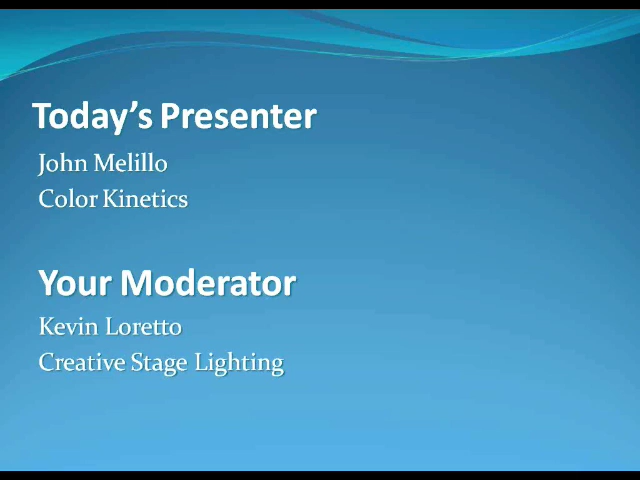 Today’s Presenter
John Melillo
Color Kinetics
Your Moderator
Kevin Loretto
Creative Stage Lighting